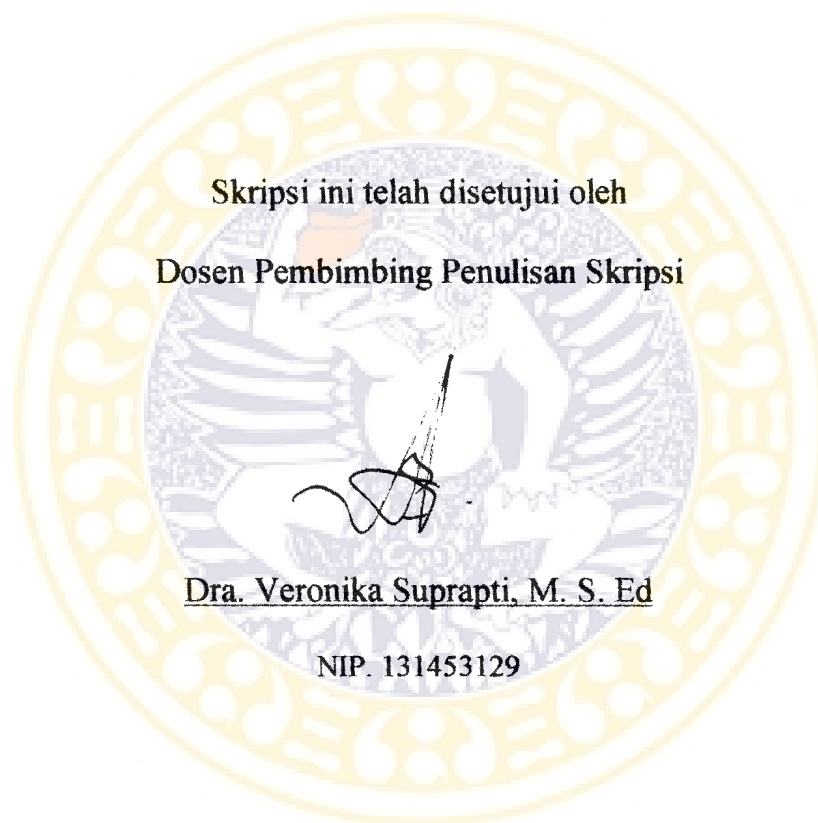 Skripsi ini telah disetujui oleh
Dosen Pembimbing Penulisan Skripsi
Dra. Veronika Suprapti, M. S. Ed
NIP. 131453129